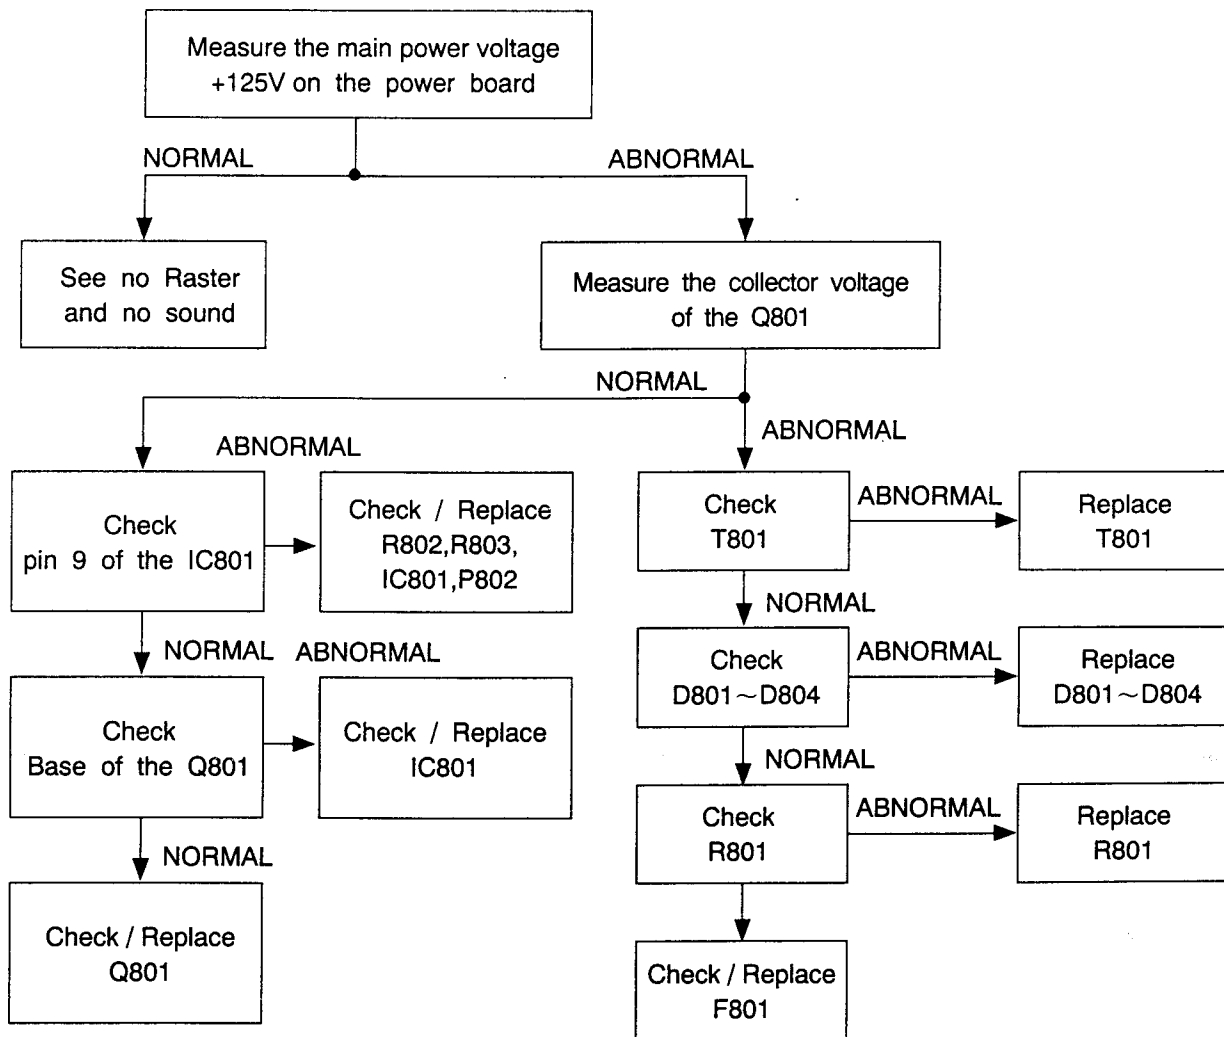 Measure the main power voltage
+125V on the power board
NORMAL
ABNORMAL
See no Raster
and no sound
Measure the collector voltage
of the Q801
NORMAL
ABNORMAL
ABNORMAL
Check
pin 9 of the IC801
Check / Replace
R802,R803,
IC801,P802
Check
T801
ABNORMAL
Replace
T801
NORMAL
NORMAL
ABNORMAL
Check
Base of the Q801
Check / Replace
IC801
Check
D801~D804
ABNORMAL
Replace
D801~D804
NORMAL
NORMAL
Check
R801
ABNORMAL
Replace
R801
Check / Replace
Q801
Check / Replace
F801